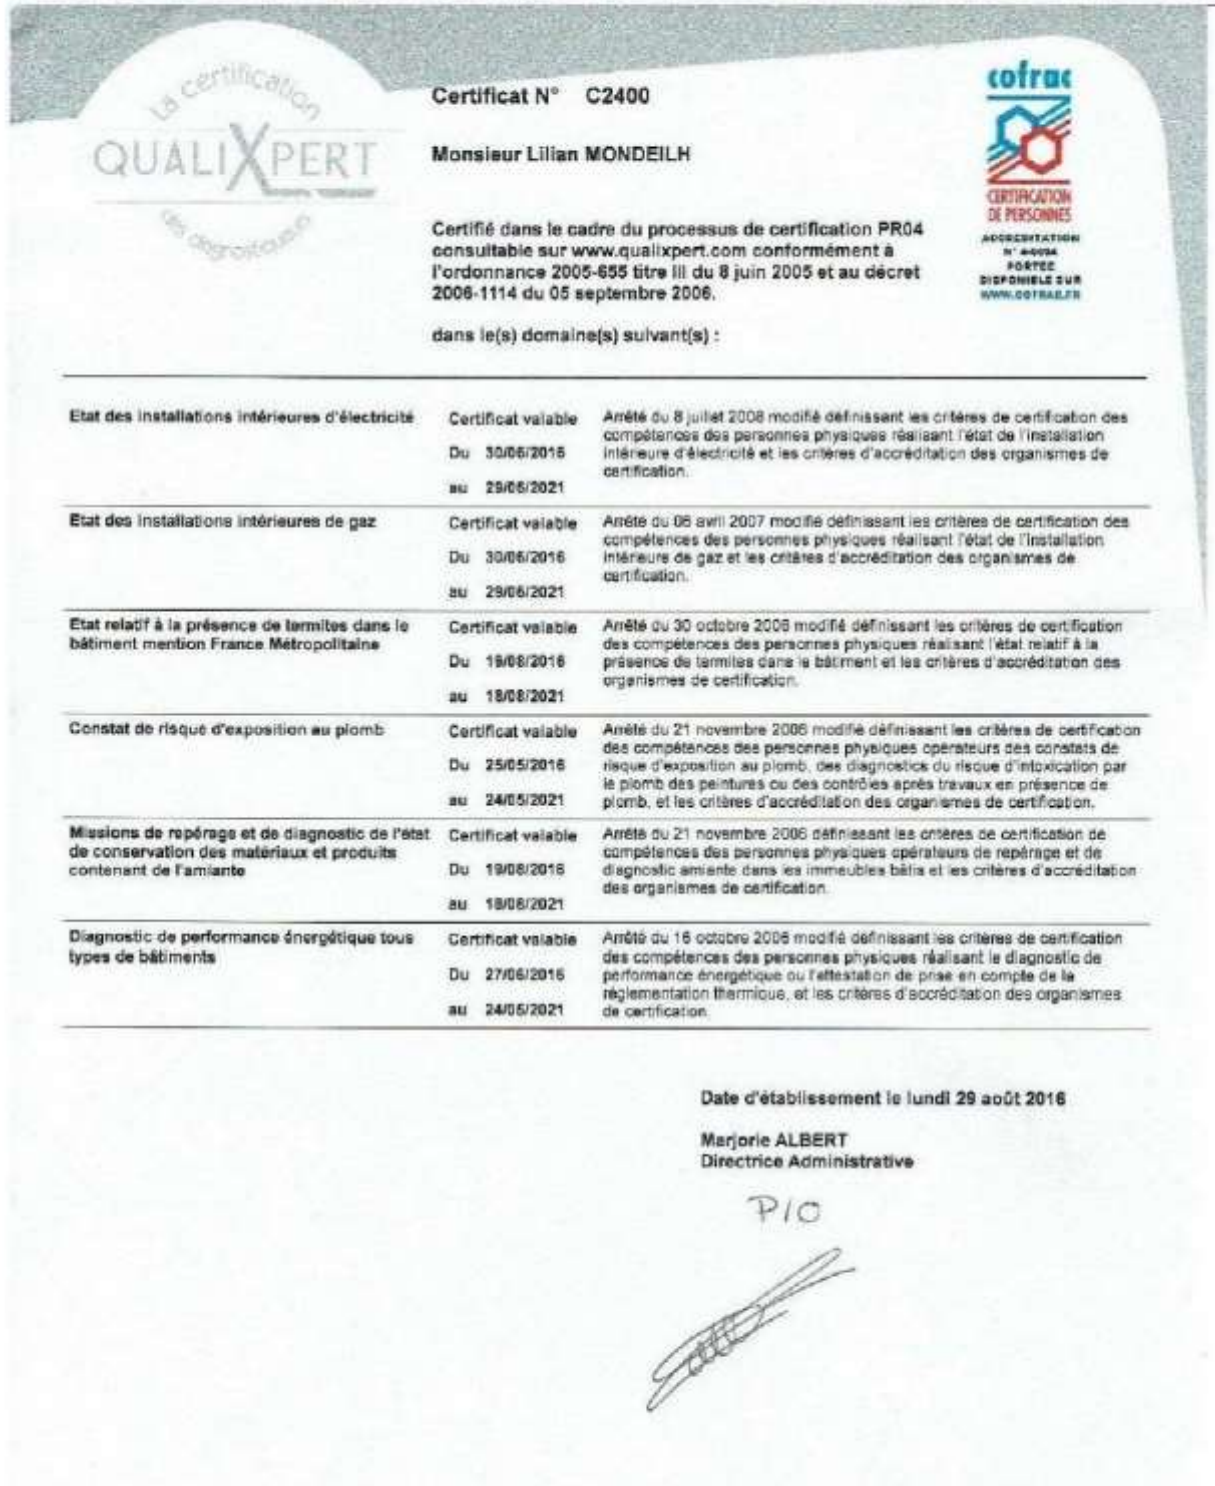 La certification
QUALIXPERT
des diagnostiqueurs
Certificat N° C2400
Monsieur Lilian MONDEILH
Certifié dans le cadre du processus de certification PR04
consultable sur www.qualixpert.com conformément à
l'ordonnance 2005-655 titre III du 8 juin 2005 et au décret
2006-1114 du 05 septembre 2006.
dans le(s) domaine(s) suivant(s) :
cofrac
CERTIFICATION
DE PERSONNES
ACCREDITATION
N°
PORTEE
DISPONIBLE SUR
WWW.COFRAC.FR
Etat des installations intérieures d'électricité
Certificat valable
Du 30/06/2016
au 29/06/2021
Arrêté du 8 juillet 2008 modifié définissant les critères de certification des
compétences des personnes physiques réalisant l'état de l'installation
intérieure d'électricité et les critères d'accréditation des organismes de
certification.
Etat des installations intérieures de gaz
Certificat valable
Du 30/06/2016
au 29/06/2021
Arrêté du 06 avril 2007 modifié définissant les critères de certification des
compétences des personnes physiques réalisant l'état de l'installation
intérieure de gaz et les critères d'accréditation des organismes de
certification.
Etat relatif à la présence de termites dans le
bâtiment mention France Métropolitaine
Certificat valable
Du 19/08/2016
au 18/08/2021
Arrêté du 30 octobre 2006 modifié définissant les critères de certification
des compétences des personnes physiques réalisant l'état relatif à la
présence de termites dans le bâtiment et les critères d'accréditation des
organismes de certification.
Constat de risque d'exposition au plomb
Certificat valable
Du 25/05/2016
au 24/05/2021
Arrêté du 21 novembre 2006 modifié définissant les critères de certification
des compétences des personnes physiques opérateurs des constats de
risque d'exposition au plomb, des diagnostics du risque d'intoxication par
le plomb des peintures ou des contrôles après travaux en présence de
plomb, et les critères d'accréditation des organismes de certification.
Missions de repérage et de diagnostic de l'état
de conservation des matériaux et produits
contenant de l'amiante
Certificat valable
Du 19/08/2016
au 18/08/2021
Arrêté du 21 novembre 2006 définissant les critères de certification de
compétences des personnes physiques opérateurs de repérage et de
diagnostic amiante dans les immeubles bâtis et les critères d'accréditation
des organismes de certification.
Diagnostic de performance énergétique tous
types de bâtiments
Certificat valable
Du 27/06/2016
au 24/05/2021
Arrêté du 16 octobre 2006 modifié définissant les critères de certification
des compétences des personnes physiques réalisant le diagnostic de
performance énergétique ou l'attestation de prise en compte de la
réglementation thermique, et les critères d'accréditation des organismes
de certification.
Date d'établissement le lundi 29 août 2016
Marjorie ALBERT
Directrice Administrative
P/O